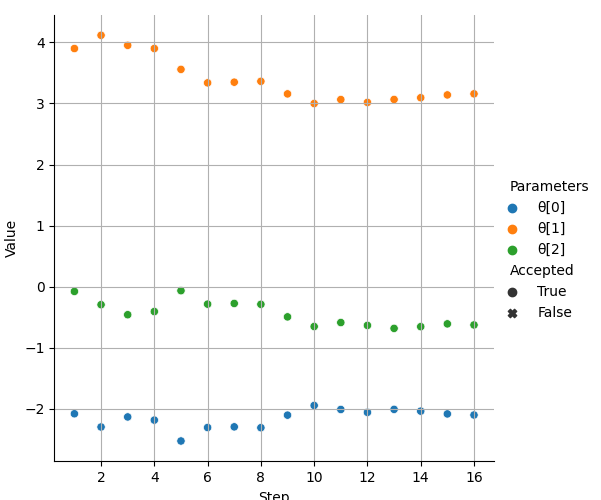 4
3
2
1
0
−1
−2
Value
2
4
6
8
10
12
14
16
Step
Parameters
θ[0]
θ[1]
θ[2]
Accepted
True
False